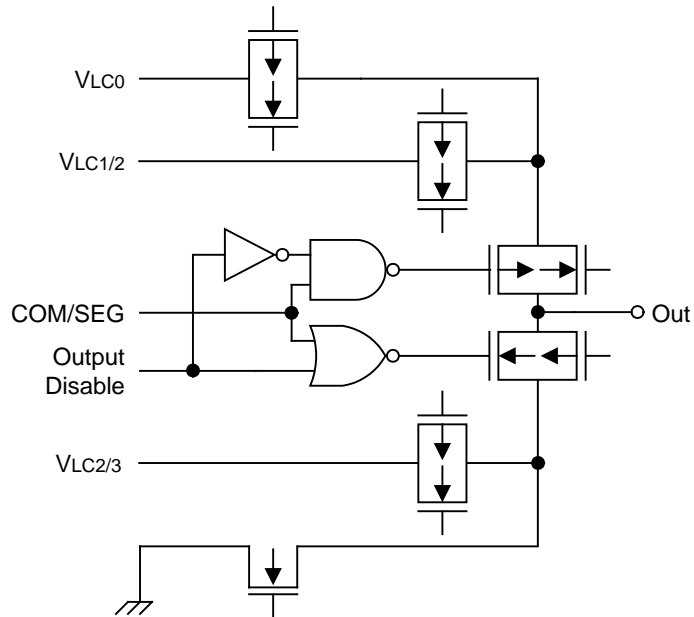 VLC0
VLC1/2
COM/SEG
Out
Output
Disable
VLC2/3